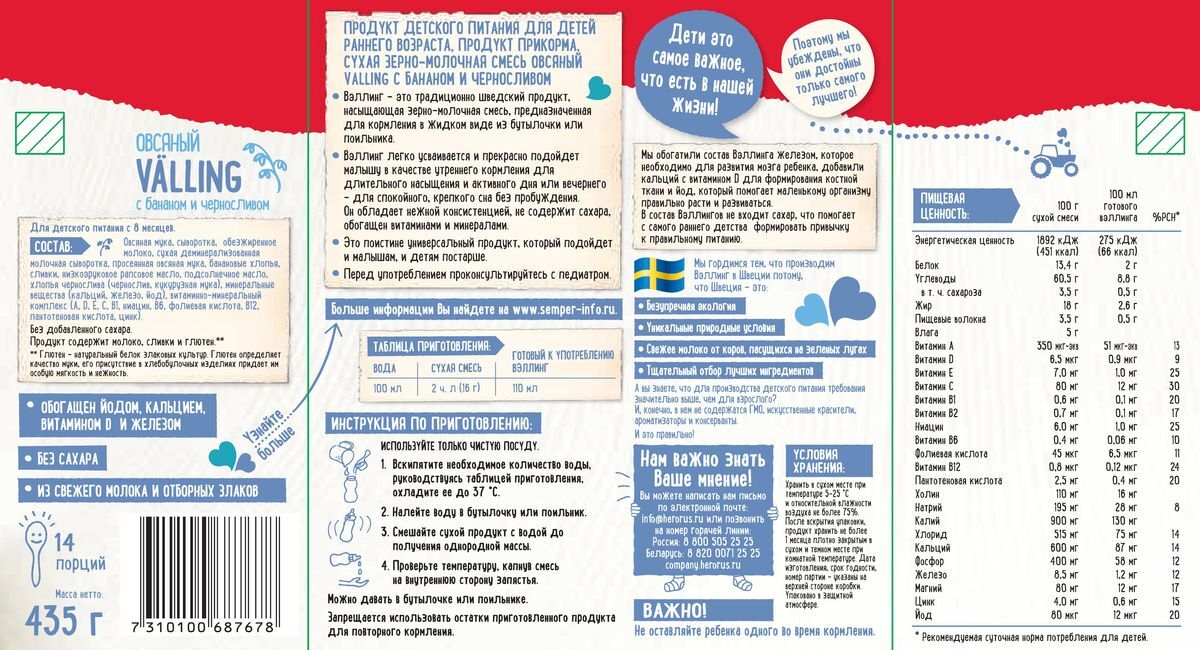 ОВСЯНЫЙ
VÄLLING
с бананом и черносливом
Для детского питания с 8 месяцев.
СОСТАВ: Овсяная мука, сыворотка, обезжиренное
молоко, сухая деминерализованная
молочная сыворотка, просеянная овсяная мука, банановые хлопья,
сливки, низкоэруковое рапсовое масло, подсолнечное масло,
хлопья чернослива (чернослив, кукурузная мука), минеральные
вещества (кальций, железо, йод), витаминно-минеральный
комплекс (А, D, Е, С, В1, ниацин, В6, фолиевая кислота, В12,
пантотеновая кислота, цинк).
Без добавленного сахара.
Продукт содержит молоко, сливки и глютен.**
** Глютен - натуральный белок злаковых культур. Глютен определяет
качество муки, его присутствие в хлебобулочных изделиях придает им
особую мягкость и нежность.
• ОБОГАЩЕН ЙОДОМ, КАЛЬЦИЕМ,
ВИТАМИНОМ D И ЖЕЛЕЗОМ
• БЕЗ САХАРА
• ИЗ СВЕЖЕГО МОЛОКА И ОТБОРНЫХ ЗЛАКОВ
Узнайте...
больше
14
порций
Масса нетто:
435 г
7 310100 687678
ПРОДУКТ ДЕТСКОГО ПИТАНИЯ ДЛЯ ДЕТЕЙ
РАННЕГО ВОЗРАСТА, ПРОДУКТ ПРИКОРМА,
СУХАЯ ЗЕРНО-МОЛОЧНАЯ СМЕСЬ ОВСЯНЫЙ
VALLING С БАНАНОМ И ЧЕРНОСЛИВОМ
• Вэллинг - это традиционно шведский продукт,
насыщающая зерно-молочная смесь, предназначенная
для кормления в жидком виде из бутылочки или
поильника.
• Вэллинг легко усваивается и прекрасно подойдет
малышу в качестве утреннего кормления для
длительного насыщения и активного дня или вечернего
- для спокойного, крепкого сна без пробуждения.
Он обладает нежной консистенцией, не содержит сахара,
обогащен витаминами и минералами.
• Это поистине универсальный продукт, который подойдет
и малышам, и детям постарше.
• Перед употреблением проконсультируйтесь с педиатром.
Больше информации Вы найдете на www.semper-info.ru.
ТАБЛИЦА ПРИГОТОВЛЕНИЯ:
ВОДА СУХАЯ СМЕСЬ ГОТОВЫЙ К УПОТРЕБЛЕНИЮ ВЭЛЛИНГ
100 мл 2 ч. л (16 г) 110 мл
ИНСТРУКЦИЯ ПО ПРИГОТОВЛЕНИЮ:
ИСПОЛЬЗУЙТЕ ТОЛЬКО ЧИСТУЮ ПОСУДУ.
1. Вскипятите необходимое количество воды,
руководствуясь таблицей приготовления,
охладите ее до 37 °С.
2. Налейте воду в бутылочку или поильник.
3. Смешайте сухой продукт с водой до
получения однородной массы.
4. Проверьте температуру, капнув смесь
на внутреннюю сторону запястья.
Можно давать в бутылочке или поильнике.
Запрещается использовать остатки приготовленного продукта
для повторного кормления.
Дети это
самое важное,
что есть в нашей
жизни!
Поэтому мы
убеждены, что
они достойны
только самого
лучшего!
Мы обогатили состав Вэллинга железом, которое
необходимо для развития мозга ребенка, добавили
кальций с витамином D для формирования костной
ткани и йод, который помогает маленькому организму
правильно расти и развиваться.
В состав Вэллингов не входит сахар, что помогает
с самого раннего детства формировать привычку
к правильному питанию.
Мы гордимся тем, что производим
Вэллинг в Швеции потому,
что Швеция - это:
• Безупречная экология
• Уникальные природные условия
• Свежее молоко от коров, пасущихся на зеленых лугах
• Тщательный отбор лучших ингредиентов
А вы знаете, что для производства детского питания требования
значительно выше, чем для взрослого?
И, конечно, в нем не содержатся ГМО, искусственные красители,
ароматизаторы и консерванты.
И это правильно!
Нам важно знать
Ваше мнение!
Вы можете написать нам письмо
по электронной почте:
info@herorus.ru или позвонить
на номер горячей линии:
Россия: 8 800 505 25 25
Беларусь: 8 820 0071 25 25
company.herorus.ru
УСЛОВИЯ
ХРАНЕНИЯ:
Хранить в сухом месте при
температуре 5-25 °С
и относительной влажности
воздуха не более 75%.
После вскрытия упаковки,
продукт хранить не более
1 месяца плотно закрытым в
сухом и темном месте при
комнатной температуре. Дата
изготовления, срок годности,
номер партии - указаны на
верхней стороне коробки.
Упаковано в защитной
атмосфере.
ВАЖНО!
Не оставляйте ребенка одного во время кормления.
ПИЩЕВАЯ ЦЕННОСТЬ: 100 г сухой смеси 100 мл готового вэллинга %РСН*
Энергетическая ценность 1892 кДж 275 кДж
(451 ккал) (66 ккал)
Белок 13,4 г 2 г
Углеводы 60,5 г 8,8 г
в т. ч. сахароза 3,5 г 0,5 г
Жир 18 г 2,6 г
Пищевые волокна 3,5 г 0,5 г
Влага 5 г
Витамин А 350 мкг-экв 51 мкг-экв 13
Витамин D 6,5 мкг 0,9 мкг 9
Витамин Е 7,0 мг 1,0 мг 25
Витамин С 80 мг 12 мг 30
Витамин В1 0,6 мг 0,1 мг 20
Витамин В2 0,7 мг 0,1 мг 17
Ниацин 6,0 мг 1,0 мг 25
Витамин В6 0,4 мг 0,06 мг 10
Фолиевая кислота 45 мкг 6,5 мкг 11
Витамин В12 0,8 мкг 0,12 мкг 24
Пантотеновая кислота 2,5 мг 0,4 мг 20
Холин 110 мг 16 мг
Натрий 195 мг 28 мг 8
Калий 900 мг 130 мг
Хлорид 515 мг 75 мг 14
Кальций 600 мг 87 мг 14
Фосфор 400 мг 58 мг 12
Железо 8,5 мг 1,2 мг 12
Магний 80 мг 12 мг 17
Цинк 4,0 мг 0,6 мг 15
Йод 80 мкг 12 мкг 20
* Рекомендуемая суточная норма потребления для детей.